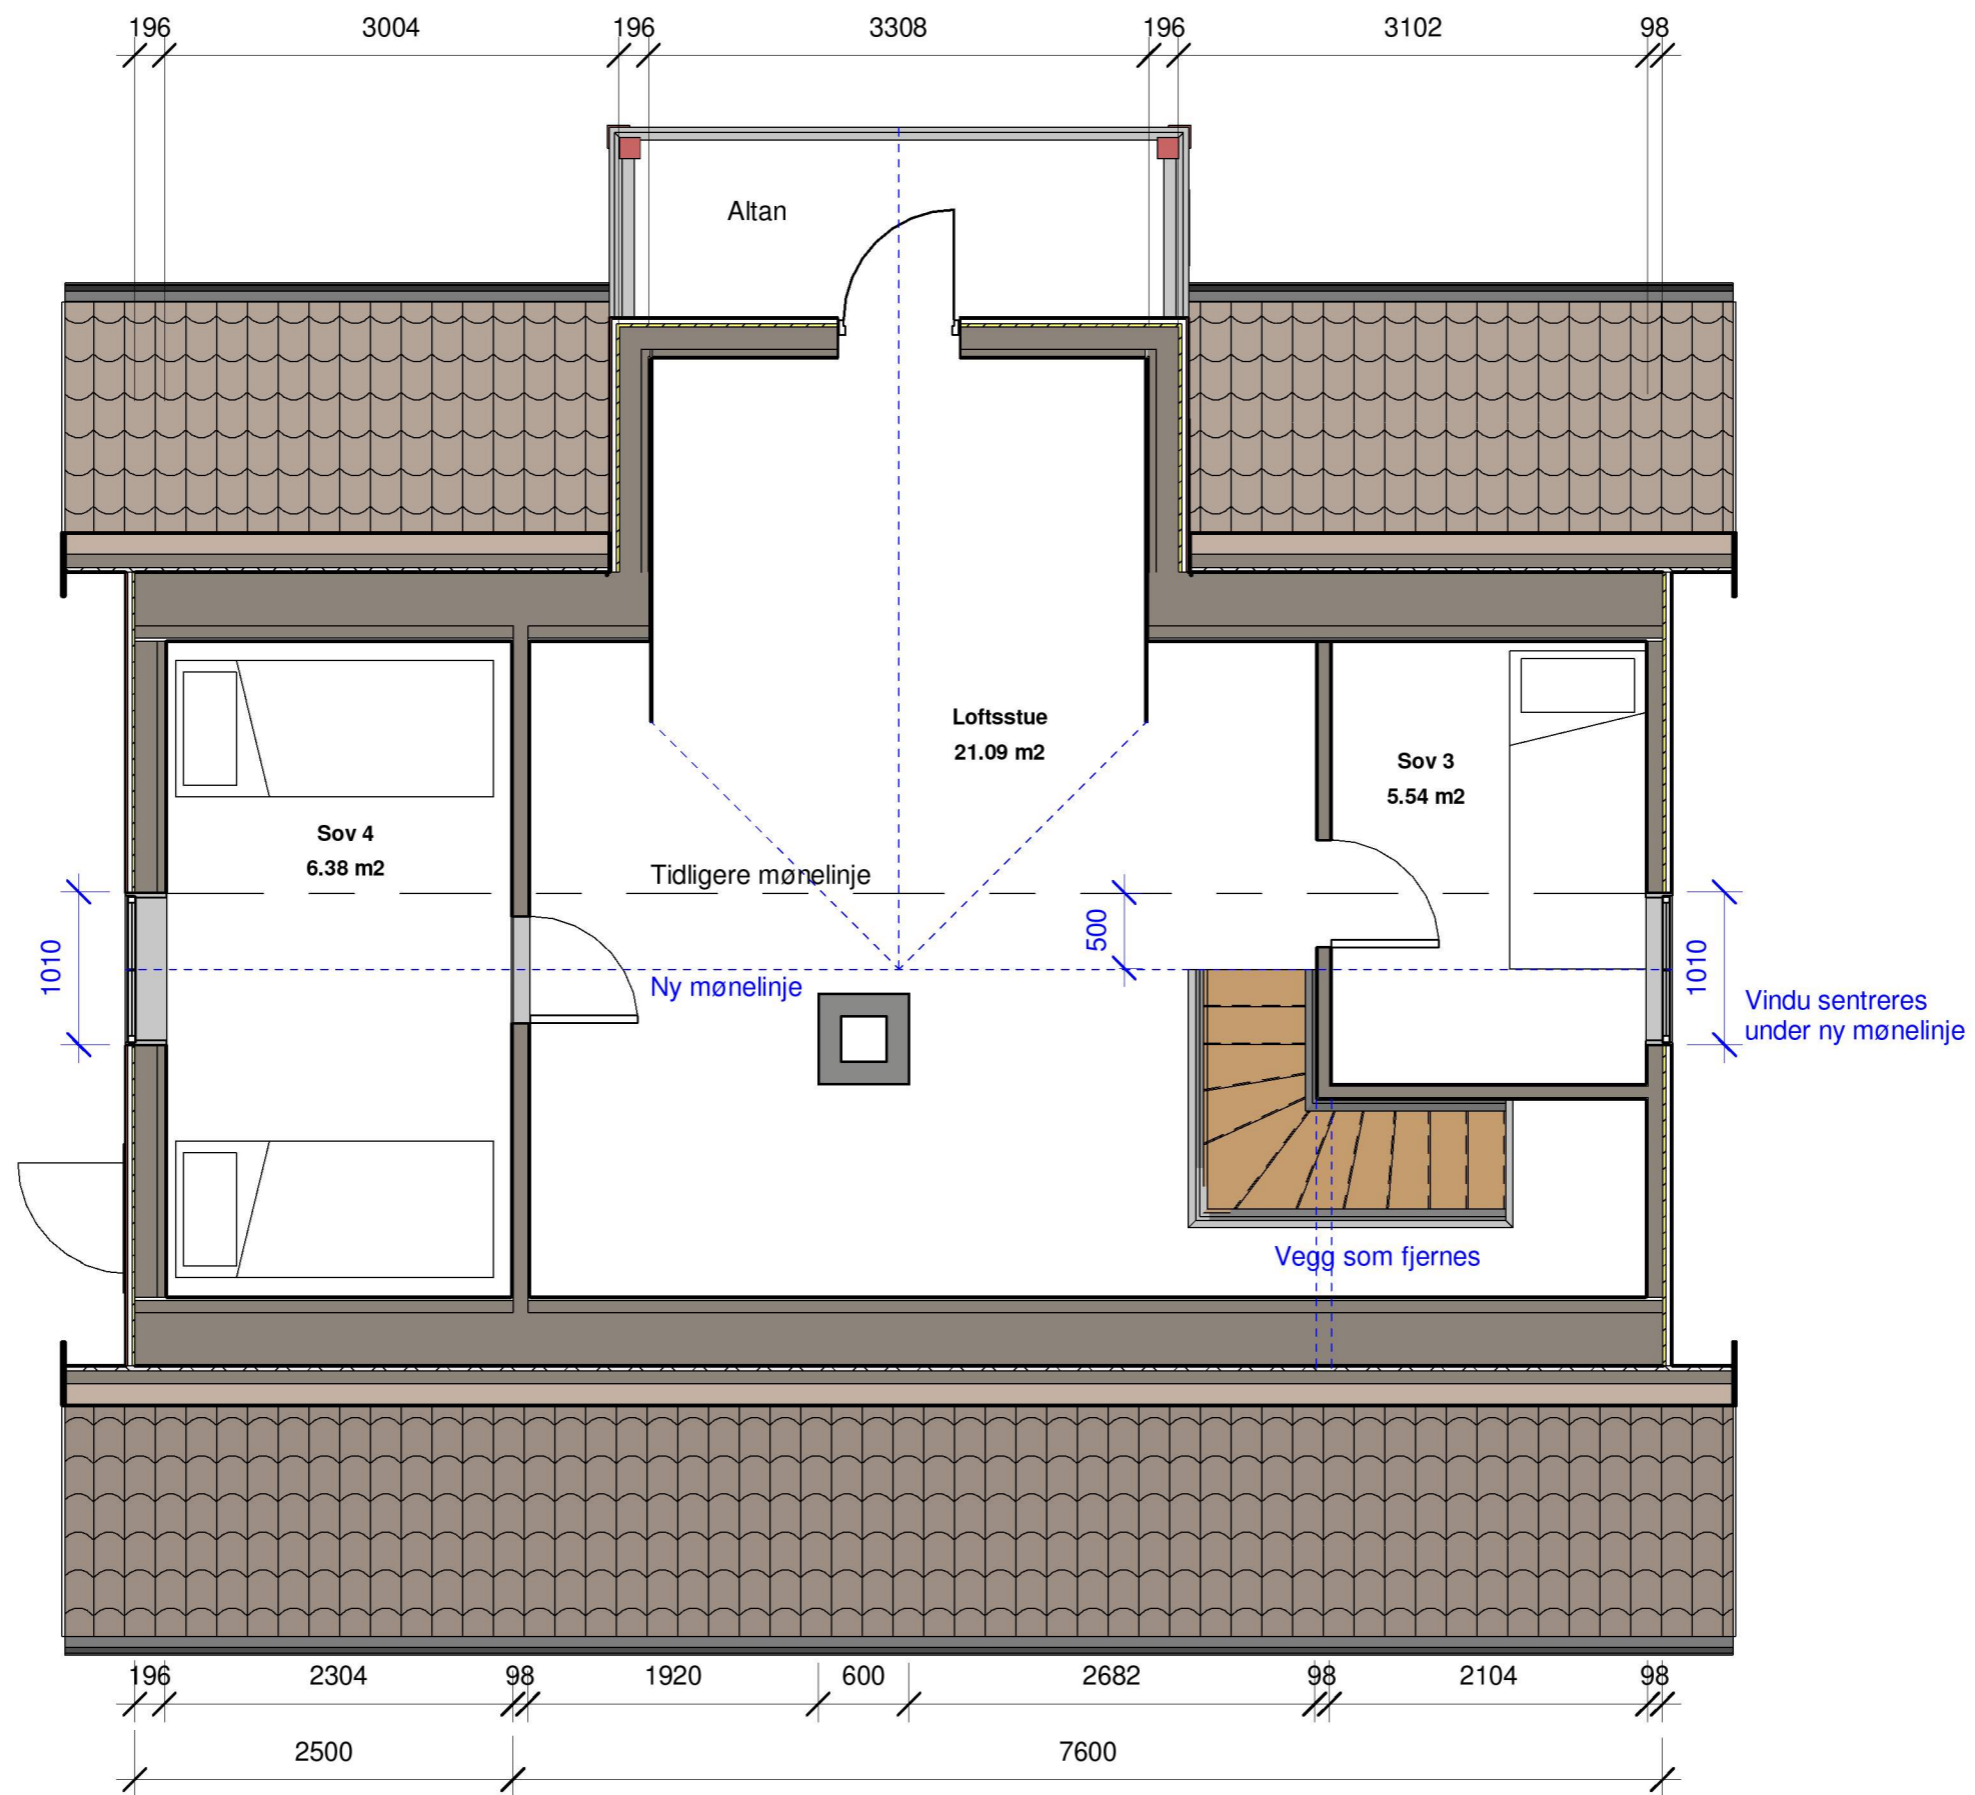 196 3004 196 3308 196 3102 98
Altan
Loftsstue
21.09 m2
Sov 3
5.54 m2
Sov 4
6.38 m2
Tidligere mønelinje
500
1010
Ny mønelinje
1010
Vindu sentreres
under ny mønelinje
Vegg som fjernes
196 2304 98 1920 600 2682 98 2104 98
2500 7600